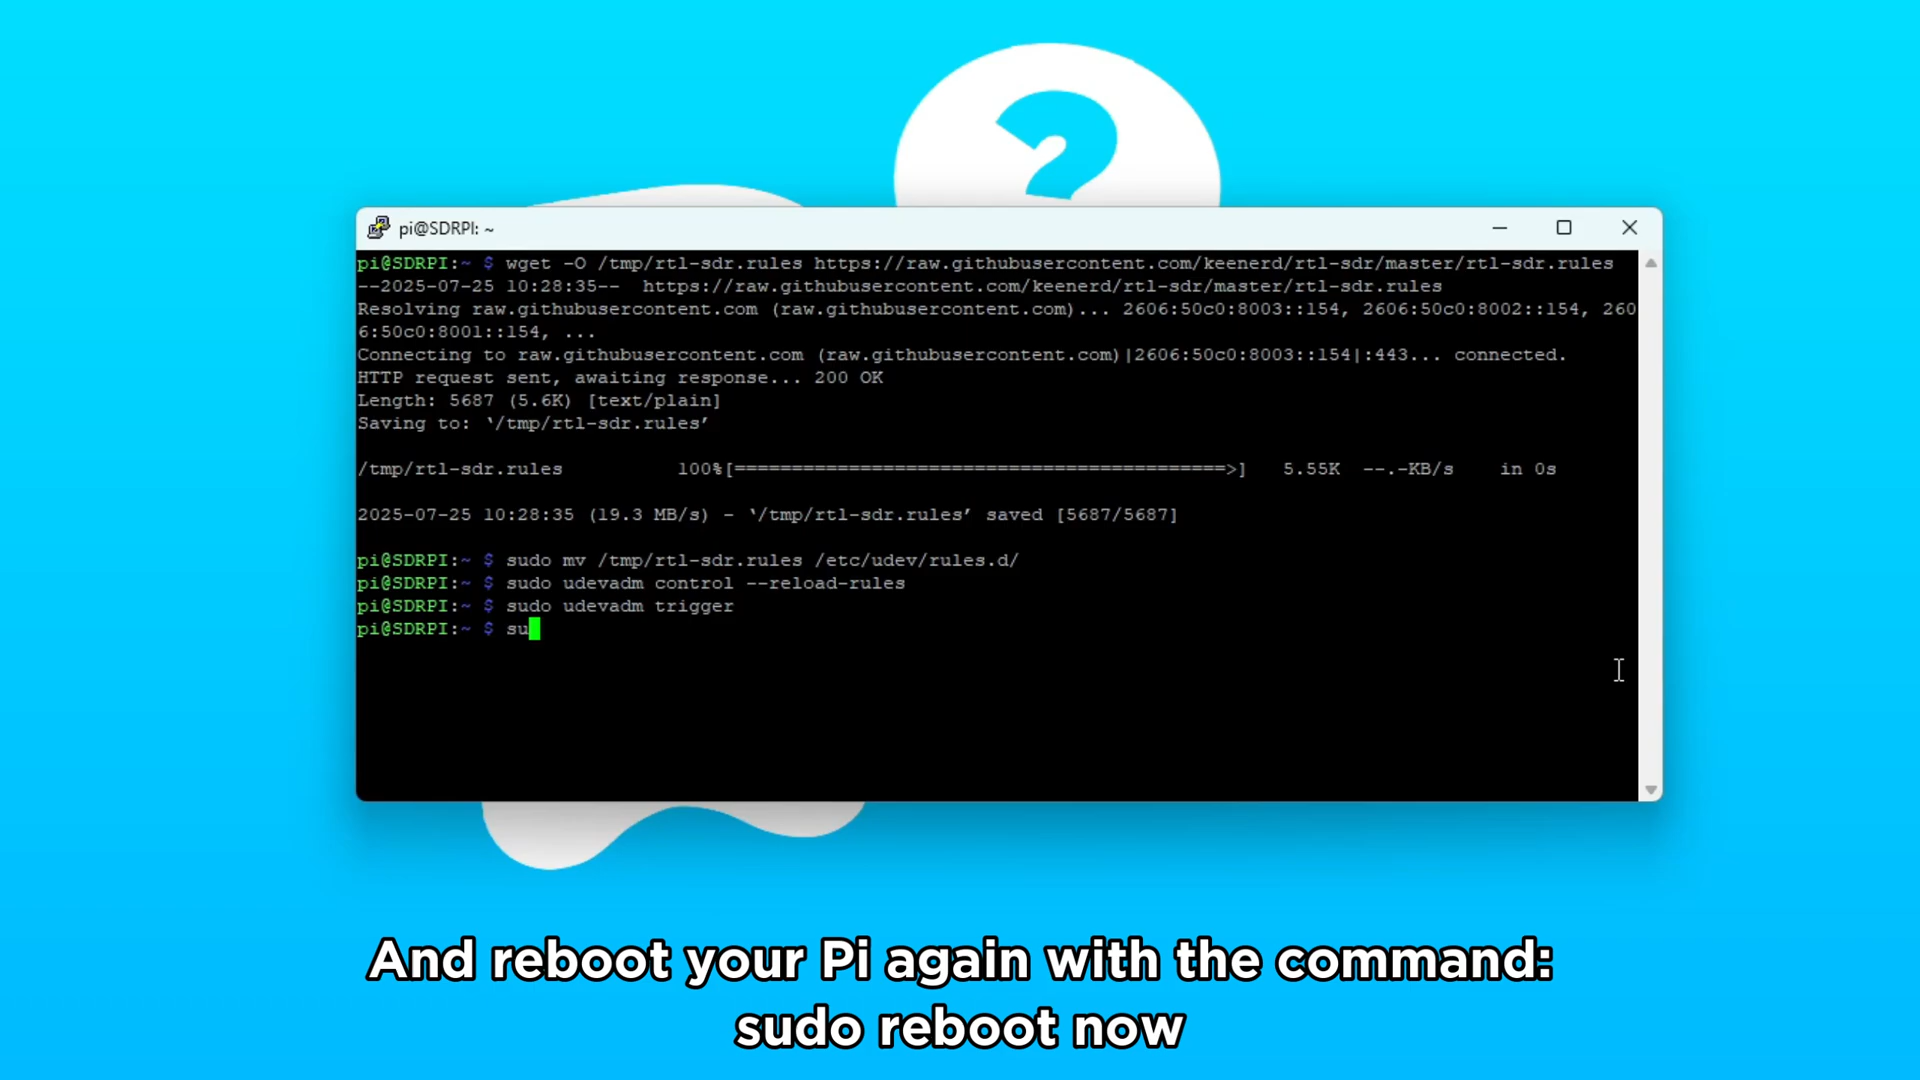 pi@SDRPI: ~
pi@SDRPI:~ $ wget -O /tmp/rtl-sdr.rules https://raw.githubusercontent.com/keenerd/rtl-sdr/master/rtl-sdr.rules
--2025-07-25 10:28:35--  https://raw.githubusercontent.com/keenerd/rtl-sdr/master/rtl-sdr.rules
Resolving raw.githubusercontent.com (raw.githubusercontent.com)... 2606:50c0:8003::154, 2606:50c0:8002::154, 260
6:50c0:8001::154, ...
Connecting to raw.githubusercontent.com (raw.githubusercontent.com)|2606:50c0:8003::154|:443... connected.
HTTP request sent, awaiting response... 200 OK
Length: 5687 (5.6K) [text/plain]
Saving to: ‘/tmp/rtl-sdr.rules’
/tmp/rtl-sdr.rules 100%[===========================================>] 5.55K --.-KB/s in 0s
2025-07-25 10:28:35 (19.3 MB/s) - ‘/tmp/rtl-sdr.rules’ saved [5687/5687]
pi@SDRPI:~ $ sudo mv /tmp/rtl-sdr.rules /etc/udev/rules.d/
pi@SDRPI:~ $ sudo udevadm control --reload-rules
pi@SDRPI:~ $ sudo udevadm trigger
pi@SDRPI:~ $ su
And reboot your Pi again with the command:
sudo reboot now